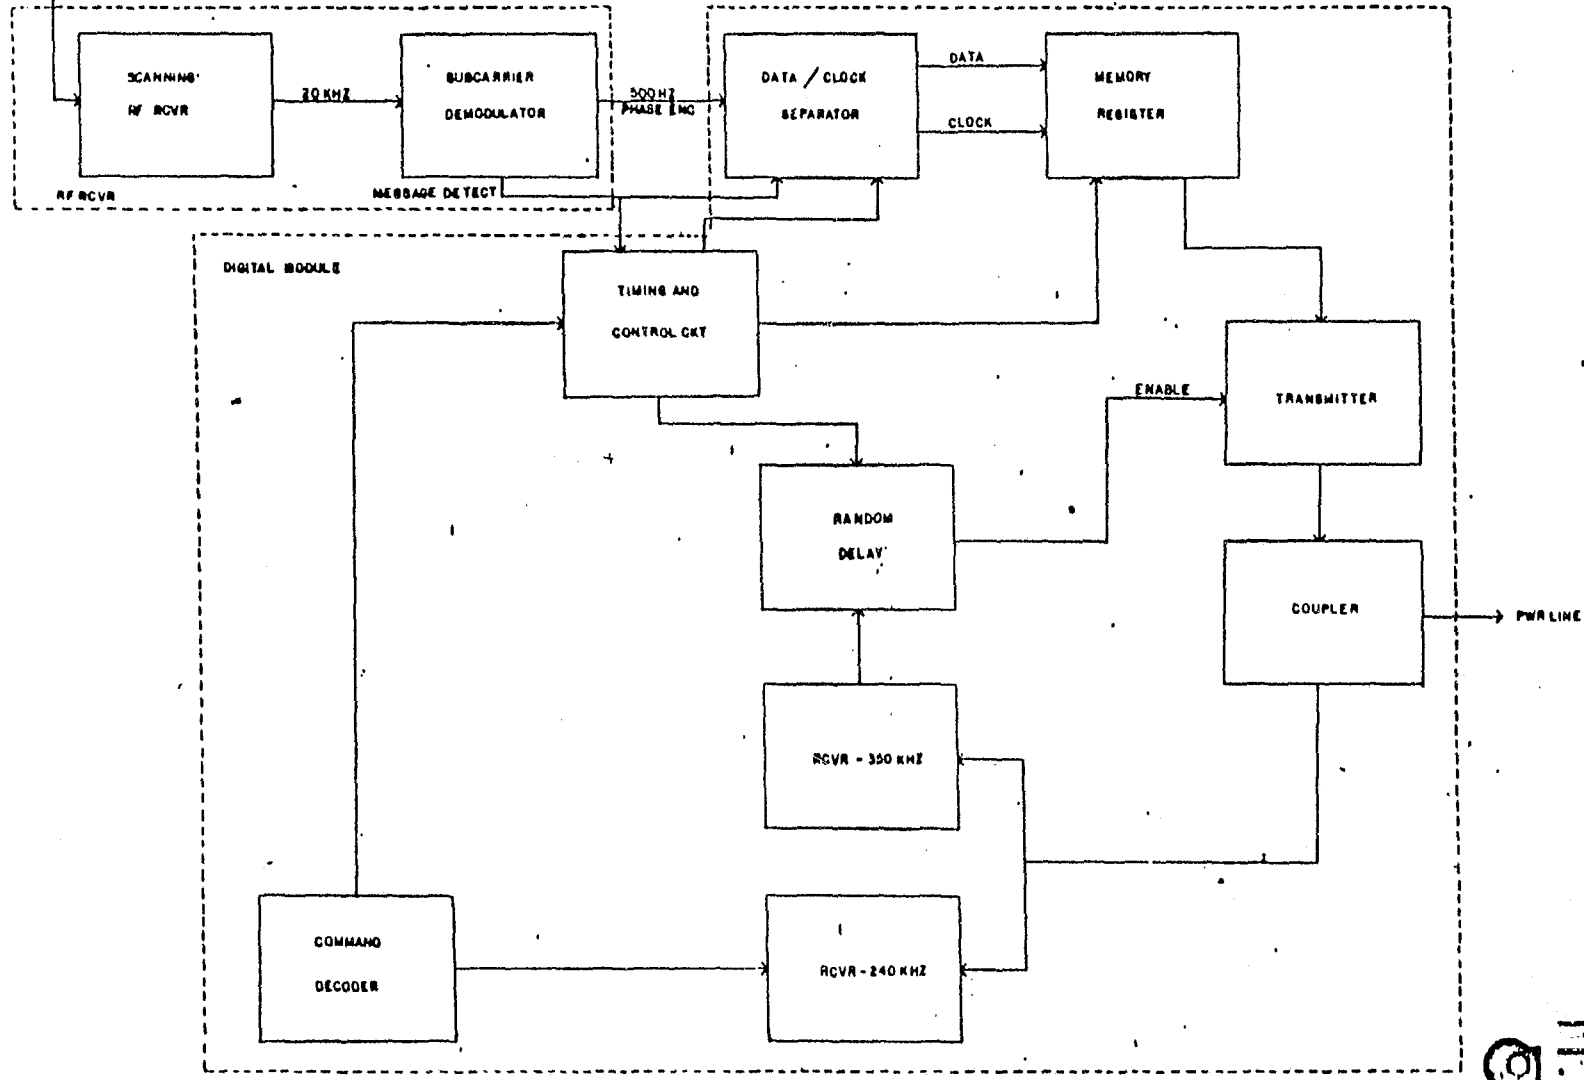 SCANNING
RF RCVR
20 KHZ
SUBCARRIER
DEMODULATOR
500 HZ
PHASE ENC
DATA / CLOCK
SEPARATOR
DATA
CLOCK
MEMORY
REGISTER
RF RCVR
MESSAGE DETECT
DIGITAL MODULE
TIMING AND
CONTROL CKT
ENABLE
TRANSMITTER
RANDOM
DELAY
COUPLER
PWR LINE
RCVR - 350 KHZ
COMMAND
DECODER
RCVR - 240 KHZ